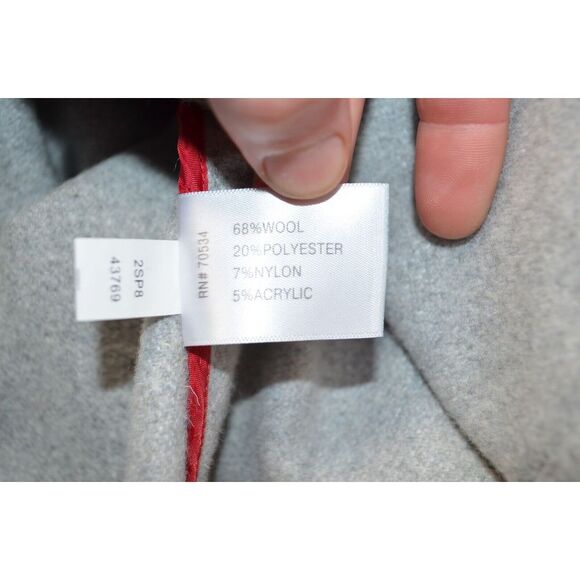 68%WOOL
20%POLYESTER
7%NYLON
5%ACRYLIC
RN# 70534
2SP8
43769